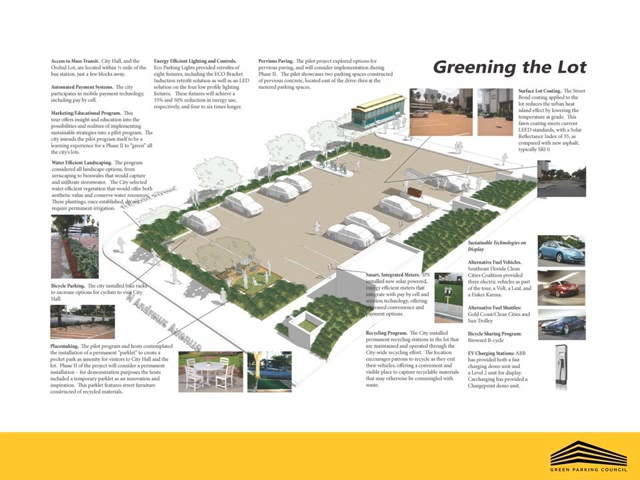 Greening the Lot
Access to Mass Transit. City Hall, and the
Orchid Lot, are located within ½ mile of the
bus station, just a few blocks away.
Automated Payment Systems. The city
participates in mobile payment technology,
including pay by cell.
Marketing/Educational Program. This
tour offers insight and education into the
possibilities and realities of implementing
sustainable strategies into a pilot program. The
city intends the pilot program itself to be a
learning experience for a Phase II to "green" all
the city's lots.
Water Efficient Landscaping. The program
considered all landscape options; from
xeriscaping to bioswales that would capture
and infiltrate stormwater. The City selected
water efficient vegetation that would offer both
aesthetic value and conserve water resources.
These plantings, once established, do not
require permanent irrigation.
Bicycle Parking. The city installed bike racks
to increase options for cyclists to visit City
Hall.
Placemaking. The pilot program and hosts contemplated
the installation of a permanent "parklet" to create a
pocket park as amenity for visitors to City Hall and the
lot. Phase II of the project will consider a permanent
installation – for demonstration purposes the hosts
included a temporary parklet as an innovation and
inspiration. This parklet features street furniture
constructed of recycled materials.
Energy Efficient Lighting and Controls.
Eco Parking Lights provided retrofits of
eight fixtures, including the ECO Bracket
Induction retrofit solution as well as an LED
solution on the four low profile lighting
fixtures. These fixtures will achieve a
35% and 50% reduction in energy use,
respectively, and four to six times longer.
Pervious Paving. The pilot project explored options for
pervious paving, and will consider implementation during
Phase II. The pilot showcases two parking spaces constructed
of pervious concrete, located east of the drive-thru at the
metered parking spaces.
Surface Lot Coating. The Street
Bond coating applied to the
lot reduces the urban heat
island effect by lowering the
temperature at grade. This
fawn coating meets current
LEED standards, with a Solar
Reflectance Index of 35, as
compared with new asphalt,
typically SRI 0.
N Andrews Avenue
Smart, Integrated Meters. IPS
installed new solar powered,
energy efficient meters that
integrate with pay by cell and
wireless technology, offering
increased convenience and
payment options.
Recycling Program. The City installed
permanent recycling stations in the lot that
are maintained and operated through the
City-wide recycling effort. The location
encourages patrons to recycle as they exit
their vehicles, offering a convenient and
visible place to capture recyclable materials
that may otherwise be commingled with
waste.
Sustainable Technologies on
Display
Alternative Fuel Vehicles.
Southeast Florida Clean
Cities Coalition provided
three electric vehicles as part
of the tour; a Volt, a Leaf, and
a Fisker Karma.
Alternative Fuel Shuttles:
Gold Coast/Clean Cities and
Sun Trolley
Bicycle Sharing Program:
Broward B-cycle
EV Charging Stations: ABB
has provided both a fast
charging demo unit and
a Level 2 unit for display.
Carcharging has provided a
Chargepoint demo unit.
GREEN PARKING COUNCIL